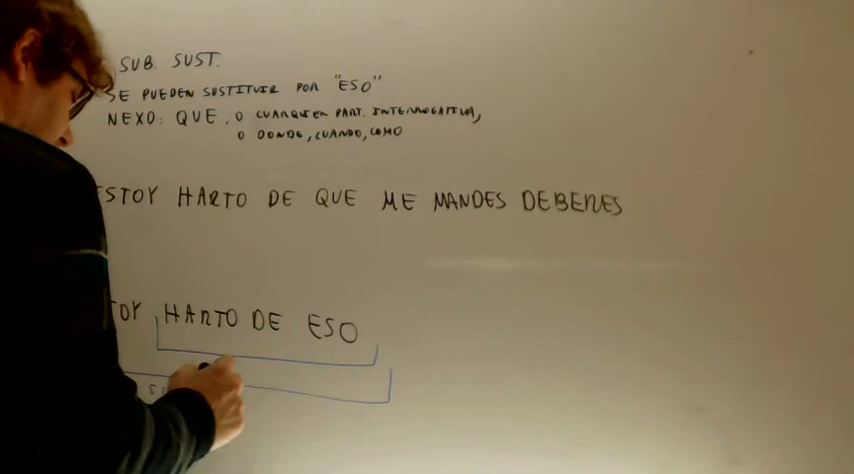 SUB. SUST.
SE PUEDEN SUSTITUIR POR "ESO"
NEXO: QUE, O CUALQUIER PART. INTERROGATIVA,
O DONDE, CUANDO, COMO
ESTOY HARTO DE QUE ME MANDES DEBERES
TOY HARTO DE ESO